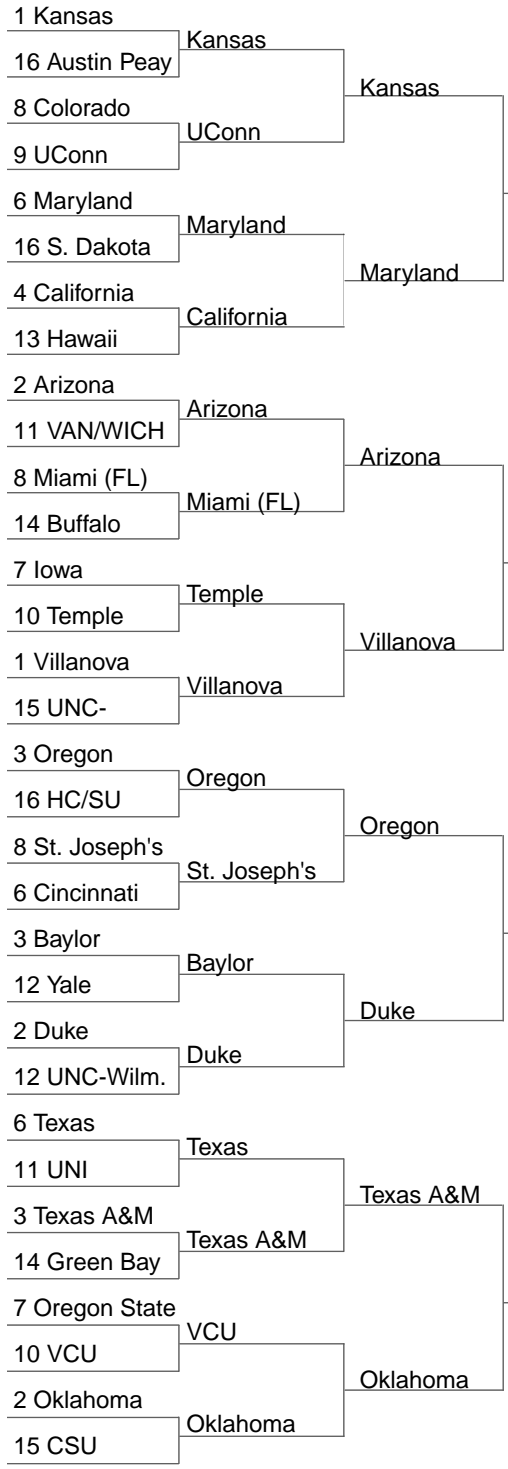 1 Kansas
16 Austin Peay
8 Colorado
9 UConn
6 Maryland
16 S. Dakota
4 California
13 Hawaii
2 Arizona
11 VAN/WICH
8 Miami (FL)
14 Buffalo
7 Iowa
10 Temple
1 Villanova
15 UNC-
3 Oregon
16 HC/SU
8 St. Joseph's
6 Cincinnati
3 Baylor
12 Yale
2 Duke
12 UNC-Wilm.
6 Texas
11 UNI
3 Texas A&M
14 Green Bay
7 Oregon State
10 VCU
2 Oklahoma
15 CSU
Kansas
UConn
Maryland
California
Arizona
Miami (FL)
Temple
Villanova
Oregon
St. Joseph's
Baylor
Duke
Texas
Texas A&M
VCU
Oklahoma
Kansas
Maryland
Arizona
Villanova
Oregon
Duke
Texas A&M
Oklahoma